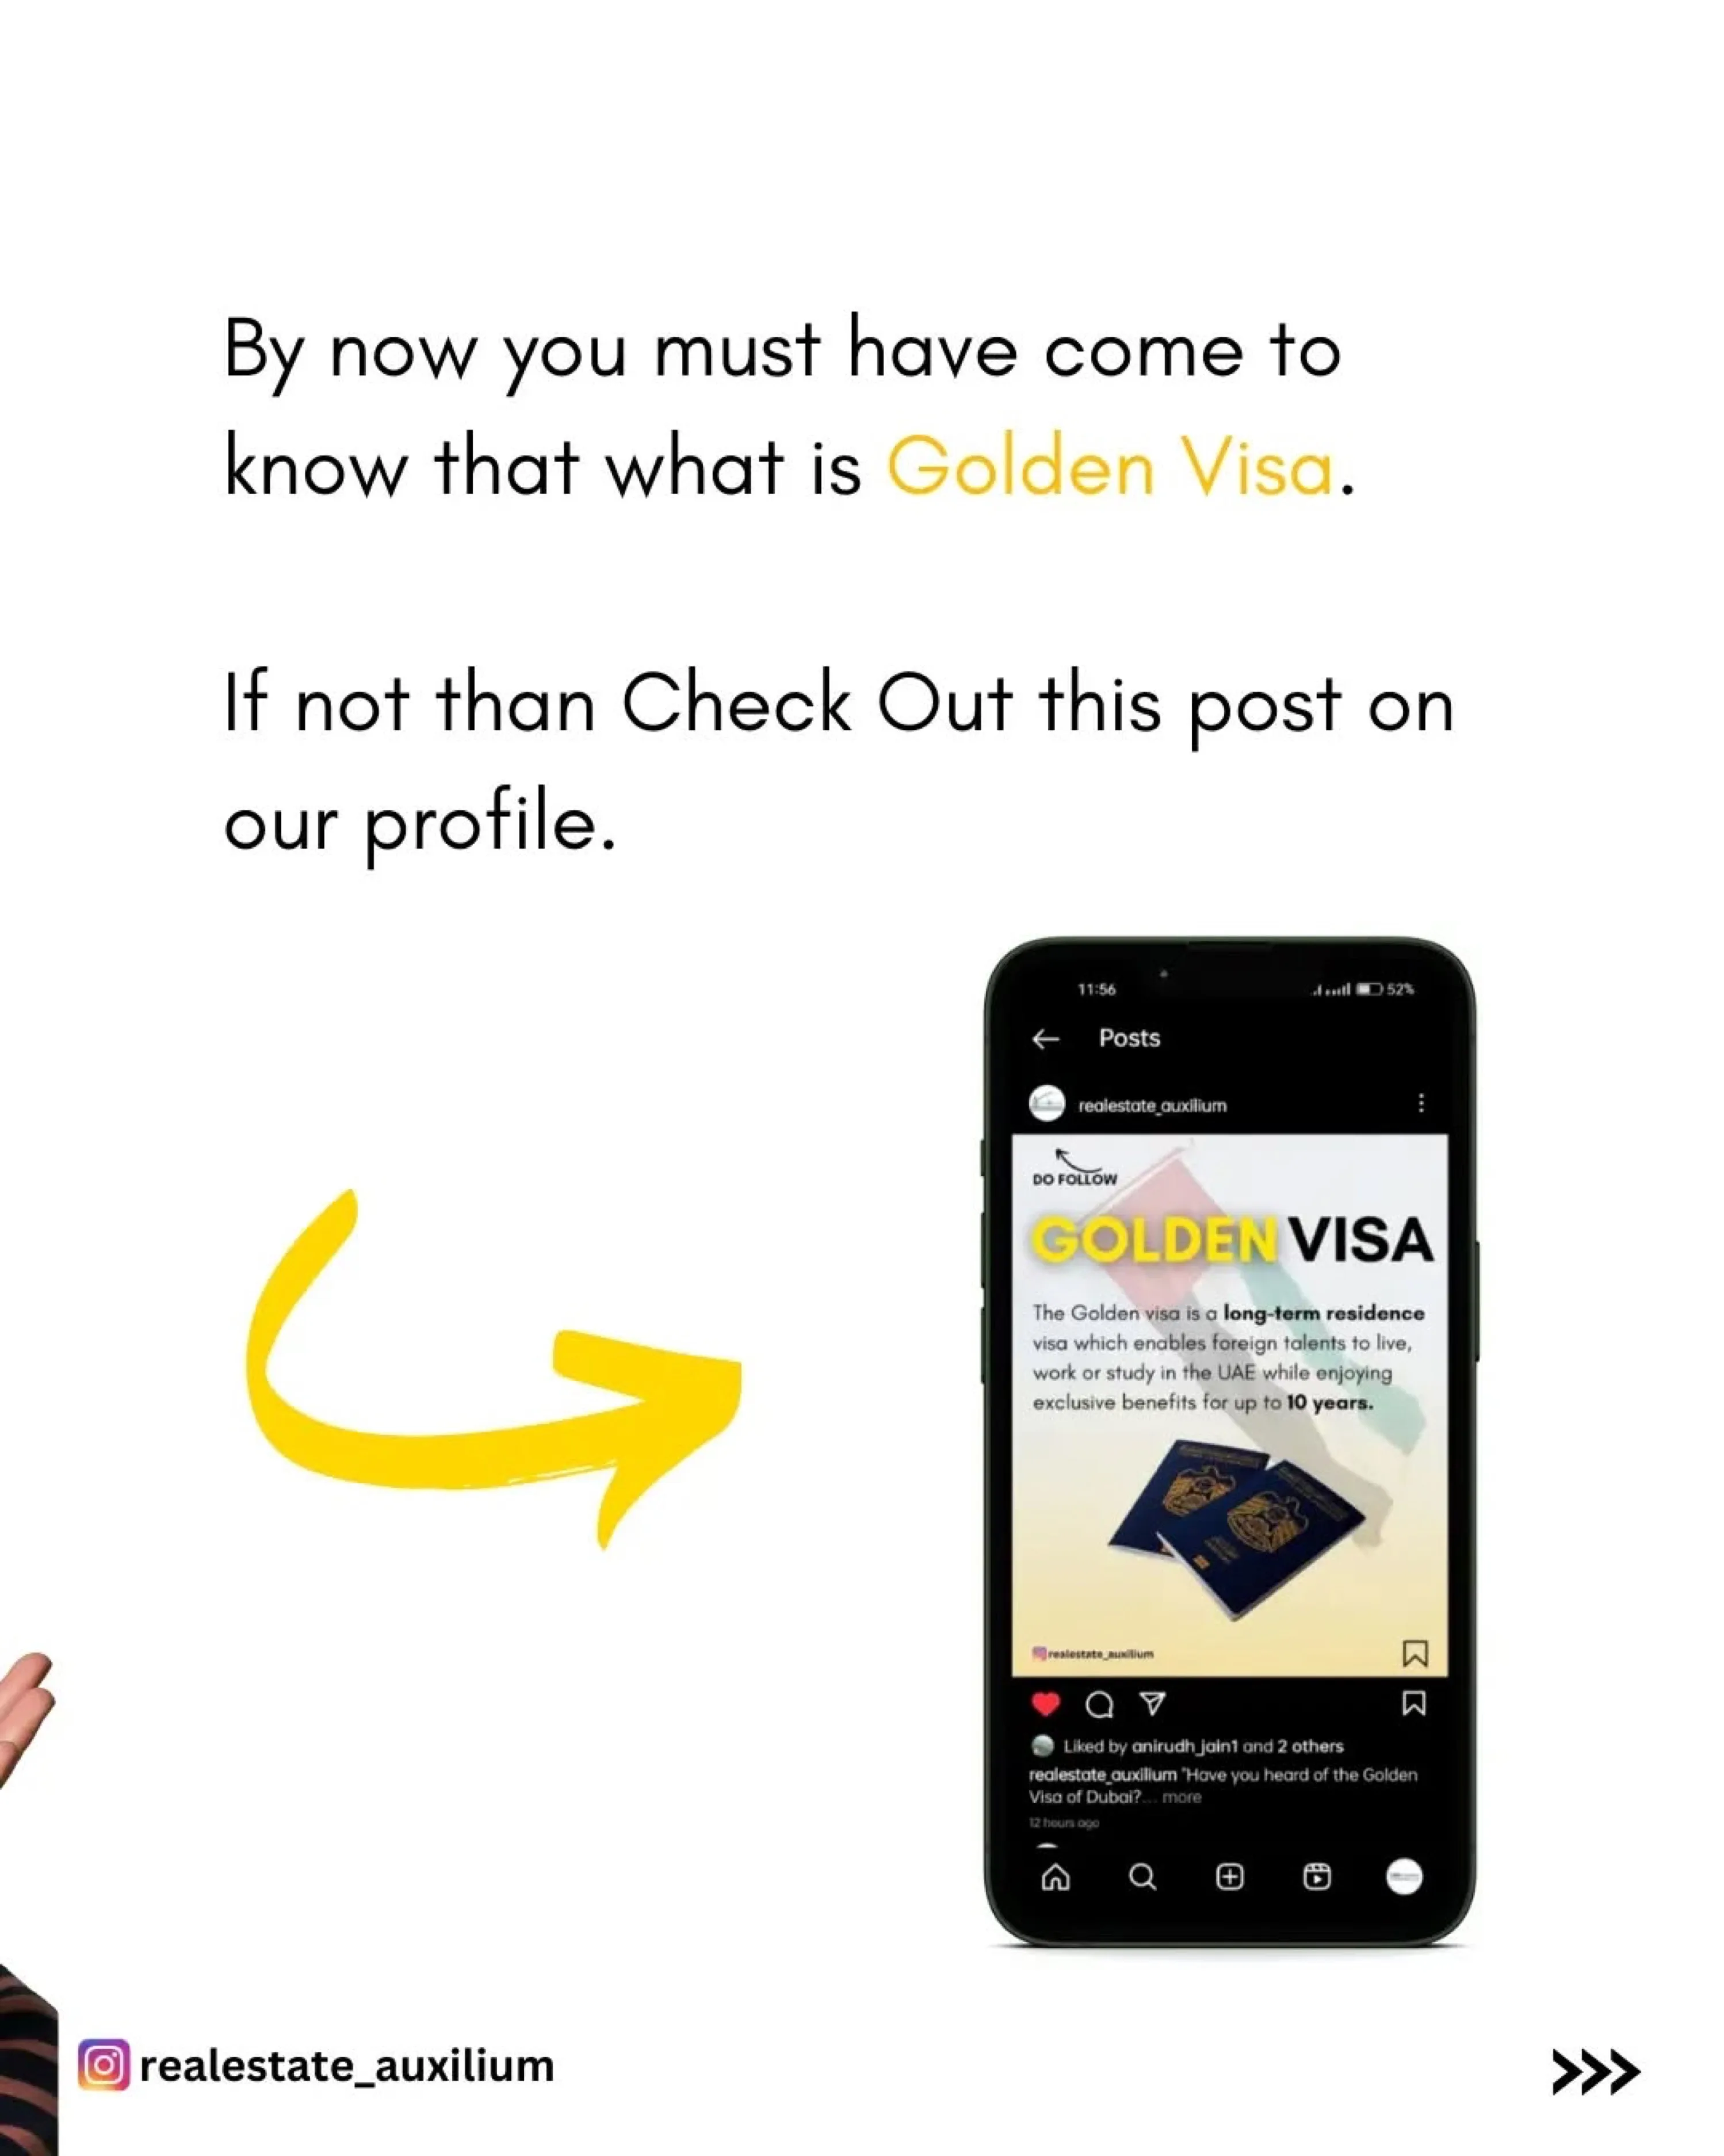 By now you must have come to
know that what is Golden Visa.
If not than Check Out this post on
our profile.
11:56
52%
Posts
realestate_auxilium
DO FOLLOW
GOLDEN VISA
The Golden visa is a long-term residence
visa which enables foreign talents to live,
work or study in the UAE while enjoying
exclusive benefits for up to 10 years.
realestate_auxilium
Liked by anirudh_jain1 and 2 others
realestate_auxilium "Have you heard of the Golden
Visa of Dubai?... more
12 hours ago
realestate_auxilium
>>>